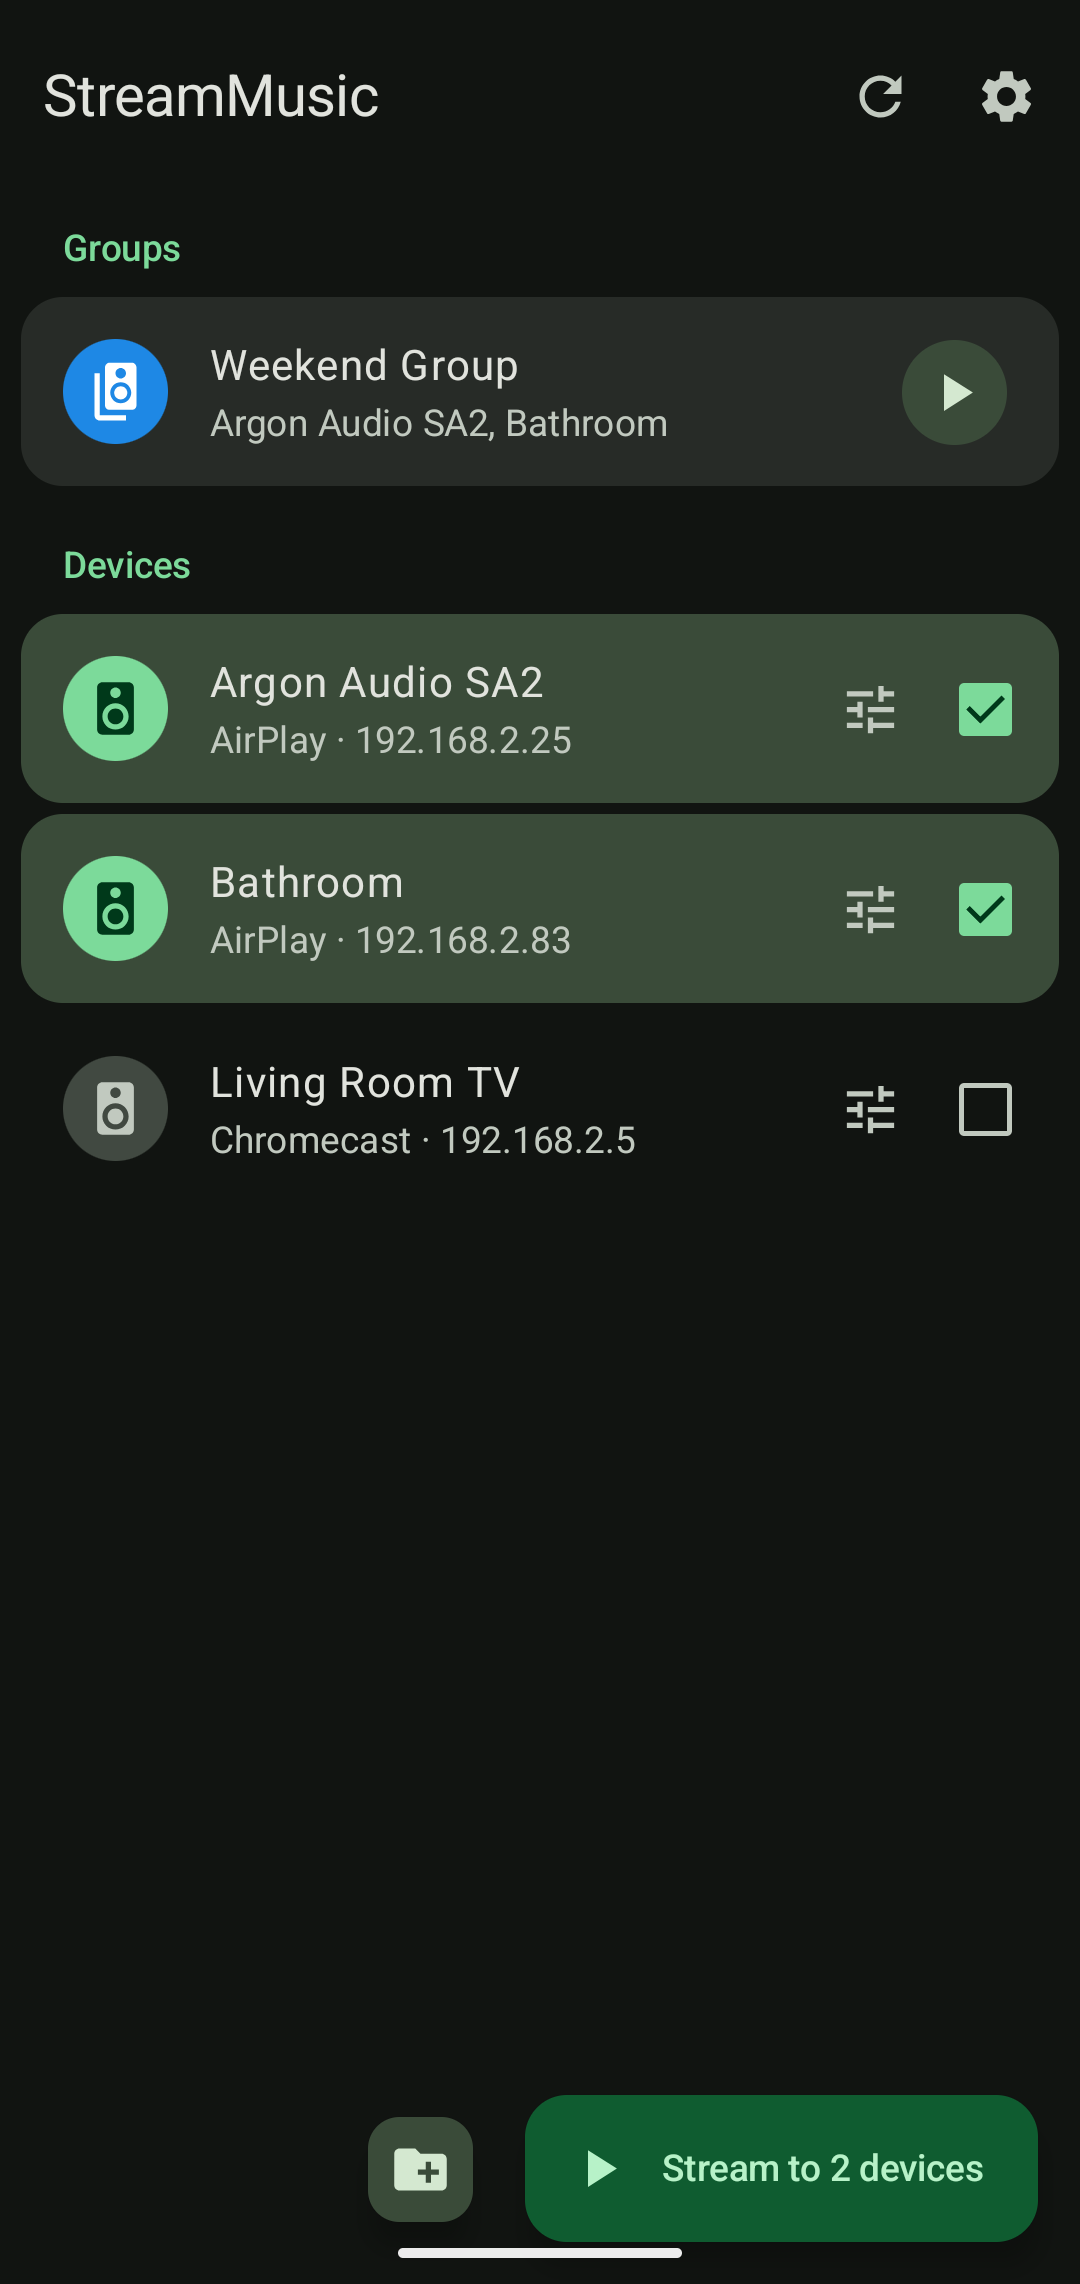 StreamMusic
Groups
Weekend Group
Argon Audio SA2, Bathroom
Devices
Argon Audio SA2
AirPlay · 192.168.2.25
Bathroom
AirPlay · 192.168.2.83
Living Room TV
Chromecast · 192.168.2.5
Stream to 2 devices